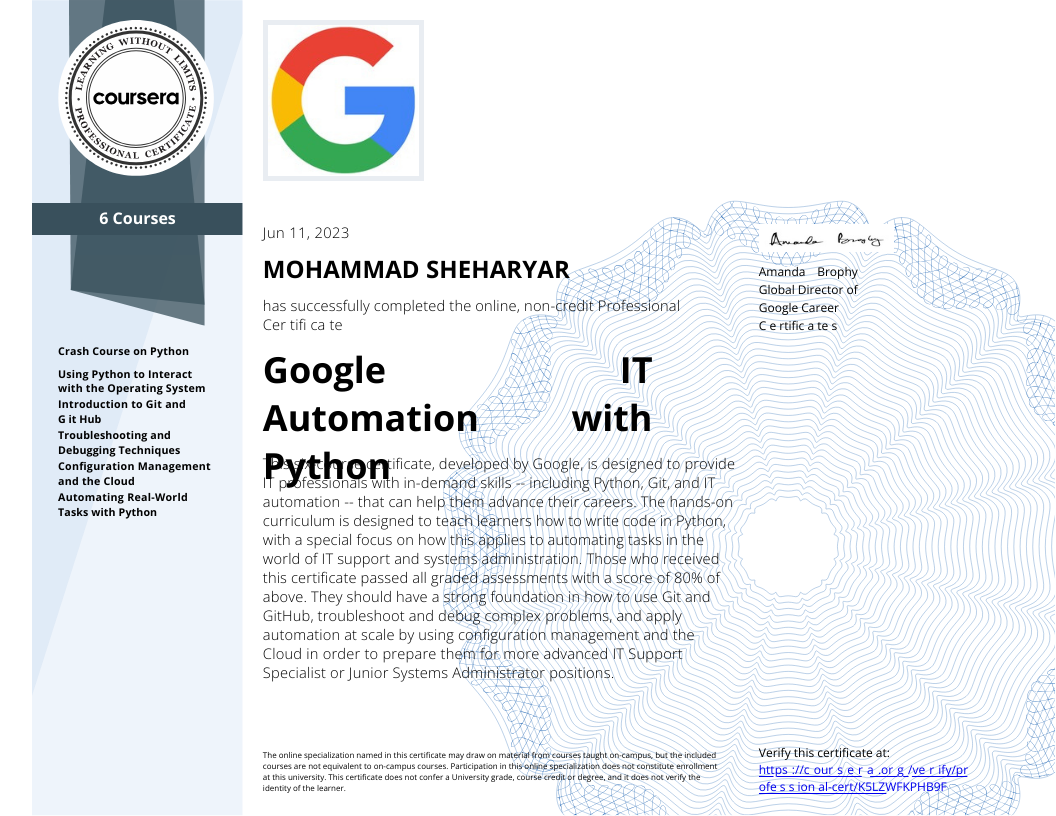 LEARNING WITHOUT LIMITS
coursera
PROFESSIONAL CERTIFICATE
6 Courses
Crash Course on Python
Using Python to Interact
with the Operating System
Introduction to Git and
G it Hub
Troubleshooting and
Debugging Techniques
Configuration Management
and the Cloud
Automating Real-World
Tasks with Python
Jun 11, 2023
MOHAMMAD SHEHARYAR
has successfully completed the online, non-credit Professional
Cer tifi ca te
Google IT
Automation with
Python
This six-course certificate, developed by Google, is designed to provide
IT professionals with in-demand skills -- including Python, Git, and IT
automation -- that can help them advance their careers. The hands-on
curriculum is designed to teach learners how to write code in Python,
with a special focus on how this applies to automating tasks in the
world of IT support and systems administration. Those who received
this certificate passed all graded assessments with a score of 80% of
above. They should have a strong foundation in how to use Git and
GitHub, troubleshoot and debug complex problems, and apply
automation at scale by using configuration management and the
Cloud in order to prepare them for more advanced IT Support
Specialist or Junior Systems Administrator positions.
Amanda Brophy
Amanda Brophy
Global Director of
Google Career
C e rtific a te s
The online specialization named in this certificate may draw on material from courses taught on-campus, but the included
courses are not equivalent to on-campus courses. Participation in this online specialization does not constitute enrollment
at this university. This certificate does not confer a University grade, course credit or degree, and it does not verify the
identity of the learner.
Verify this certificate at:
https ://c our s e r a .or g /ve r ify/pr
ofe s s ion al-cert/K5LZWFKPHB9F